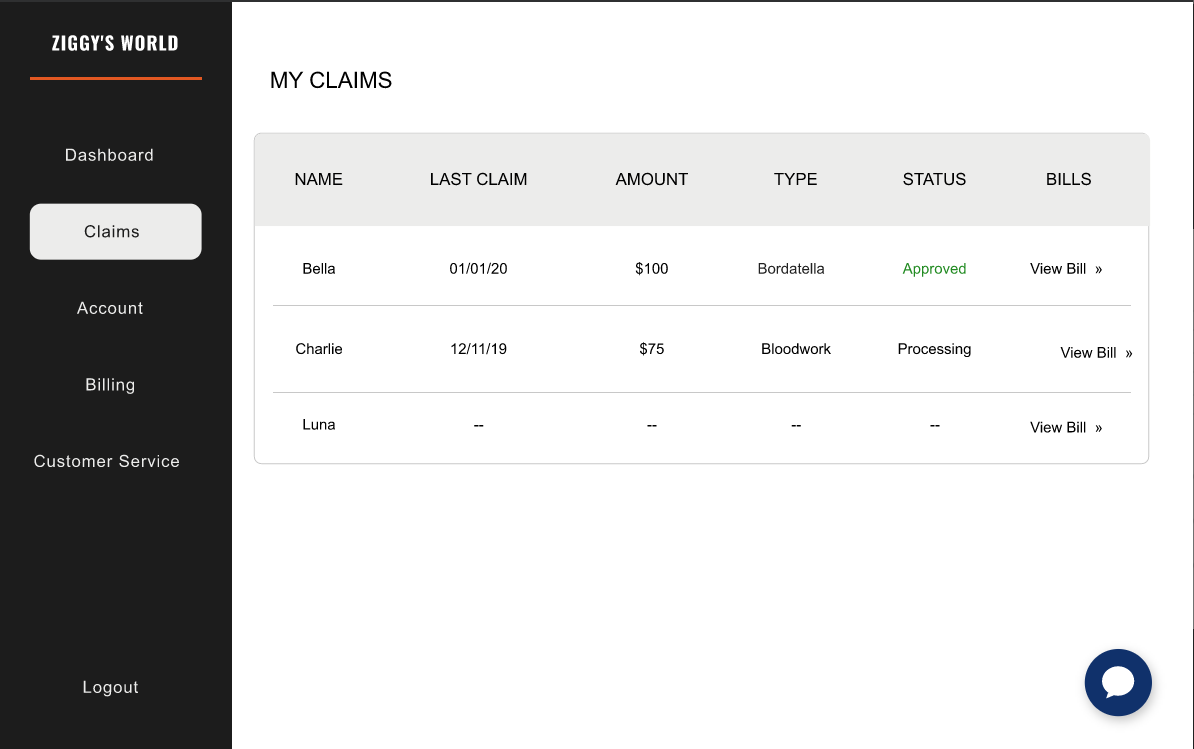 ZIGGY'S WORLD
Dashboard
Claims
Account
Billing
Customer Service
Logout
MY CLAIMS
NAME LAST CLAIM AMOUNT TYPE STATUS BILLS
Bella 01/01/20 $100 Bordatella Approved View Bill »
Charlie 12/11/19 $75 Bloodwork Processing View Bill »
Luna -- -- -- -- View Bill »